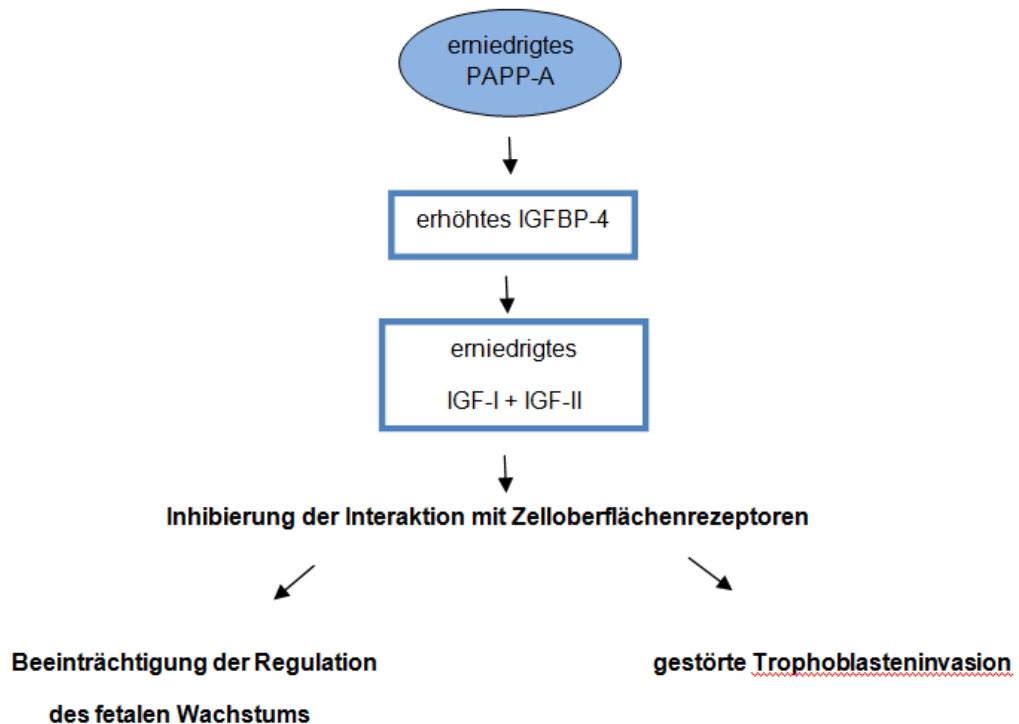 erniedrigtes
PAPP-A
erhöhtes IGFBP-4
erniedrigtes
IGF-I + IGF-II
Inhibierung der Interaktion mit Zelloberflächenrezeptoren
Beeinträchtigung der Regulation
des fetalen Wachstums
gestörte Trophoblasteninvasion